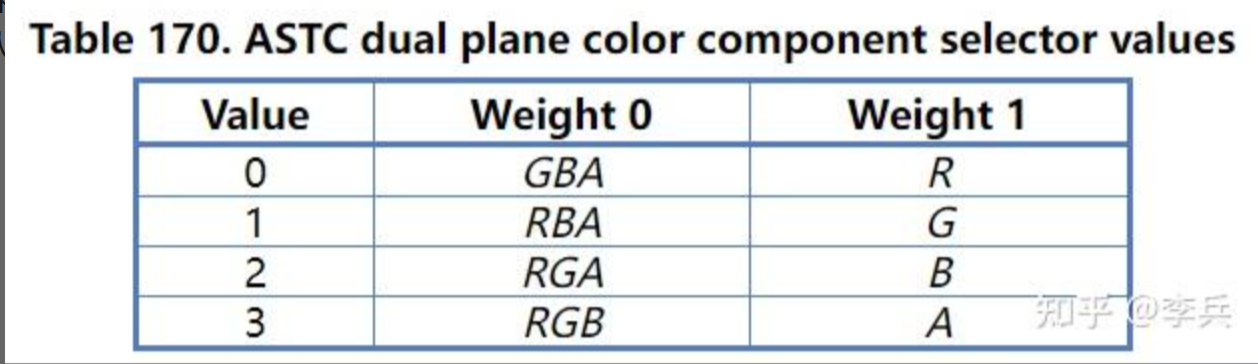 Table 170. ASTC dual plane color component selector values
Value Weight 0 Weight 1
0 GBA R
1 RBA G
2 RGA B
3 RGB A
知乎 @李兵